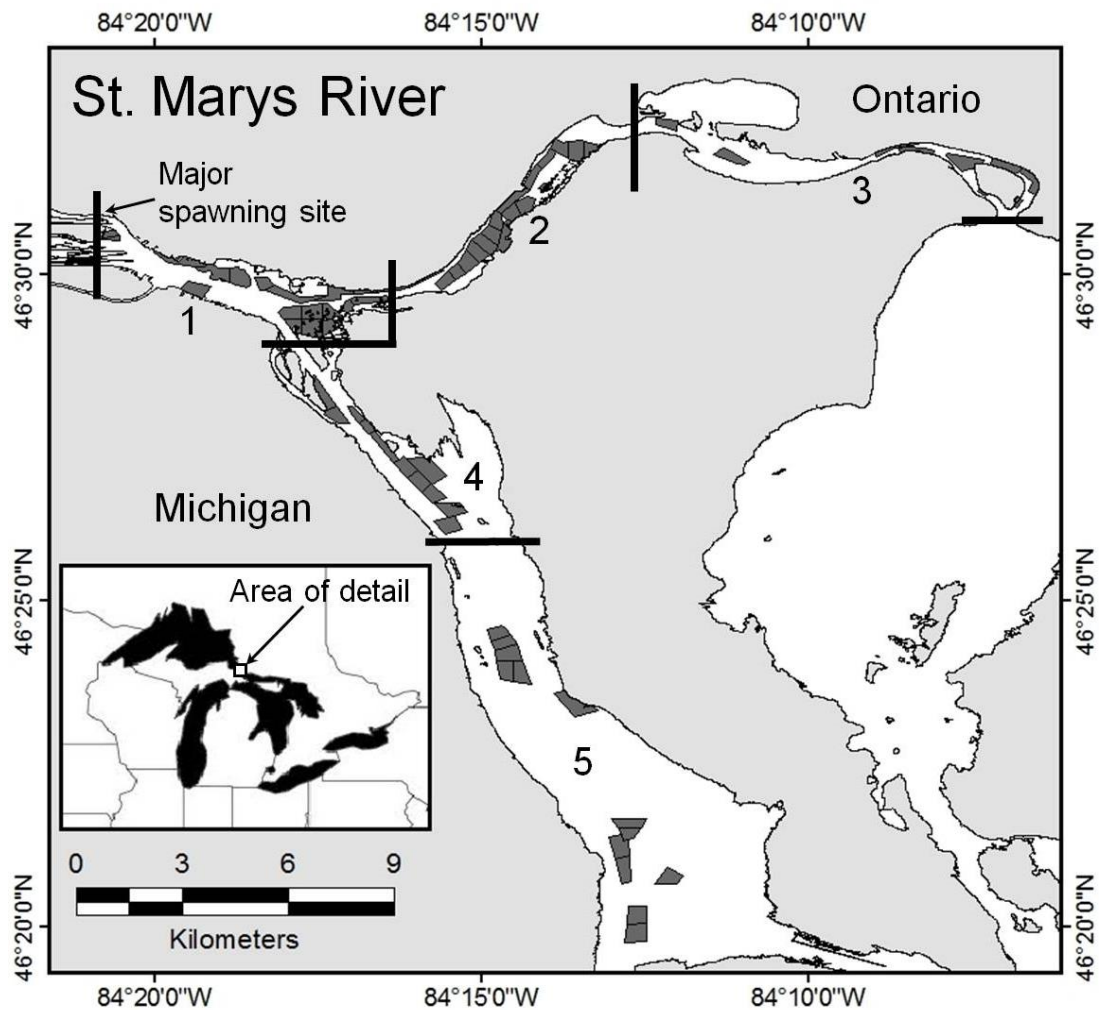 84°20'0"W 84°15'0"W 84°10'0"W
St. Marys River
Ontario
Major
spawning site
3
2
46°30'0"N 46°30'0"N
1
4
Michigan
Area of detail
46°25'0"N 46°25'0"N
5
0 3 6 9
Kilometers
46°20'0"N 46°20'0"N
84°20'0"W 84°15'0"W 84°10'0"W